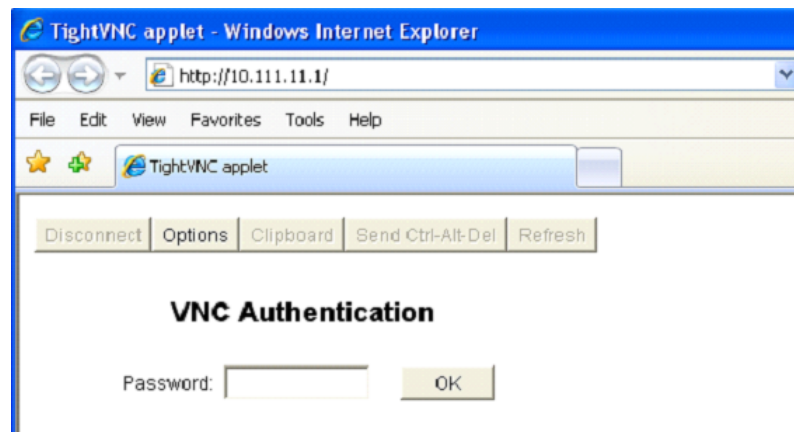 TightVNC applet - Windows Internet Explorer
http://10.111.11.1/
File Edit View Favorites Tools Help
TightVNC applet
Disconnect Options Clipboard Send Ctrl-Alt-Del Refresh
VNC Authentication
Password: OK